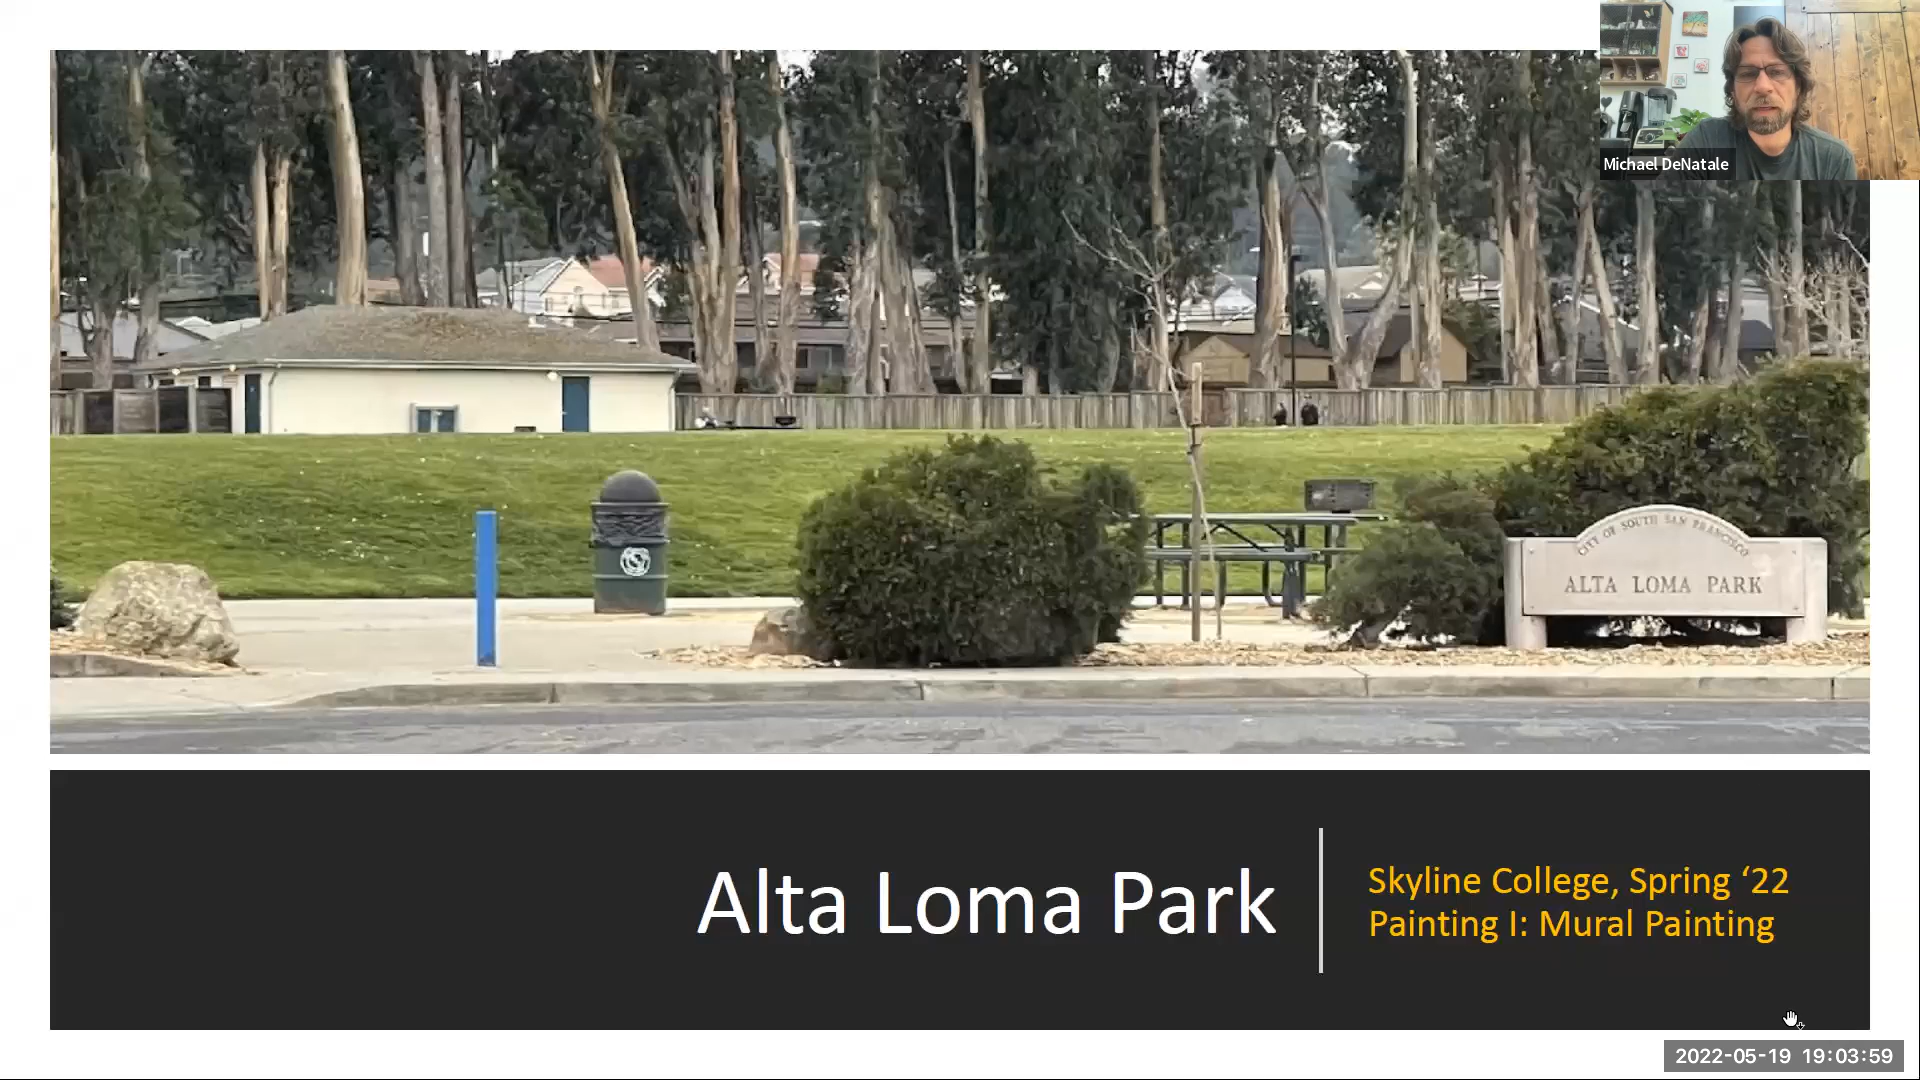 Michael DeNatale
CITY OF SOUTH SAN FRANCISCO
ALTA LOMA PARK
Alta Loma Park
Skyline College, Spring ‘22
Painting I: Mural Painting
2022-05-19 19:03:59